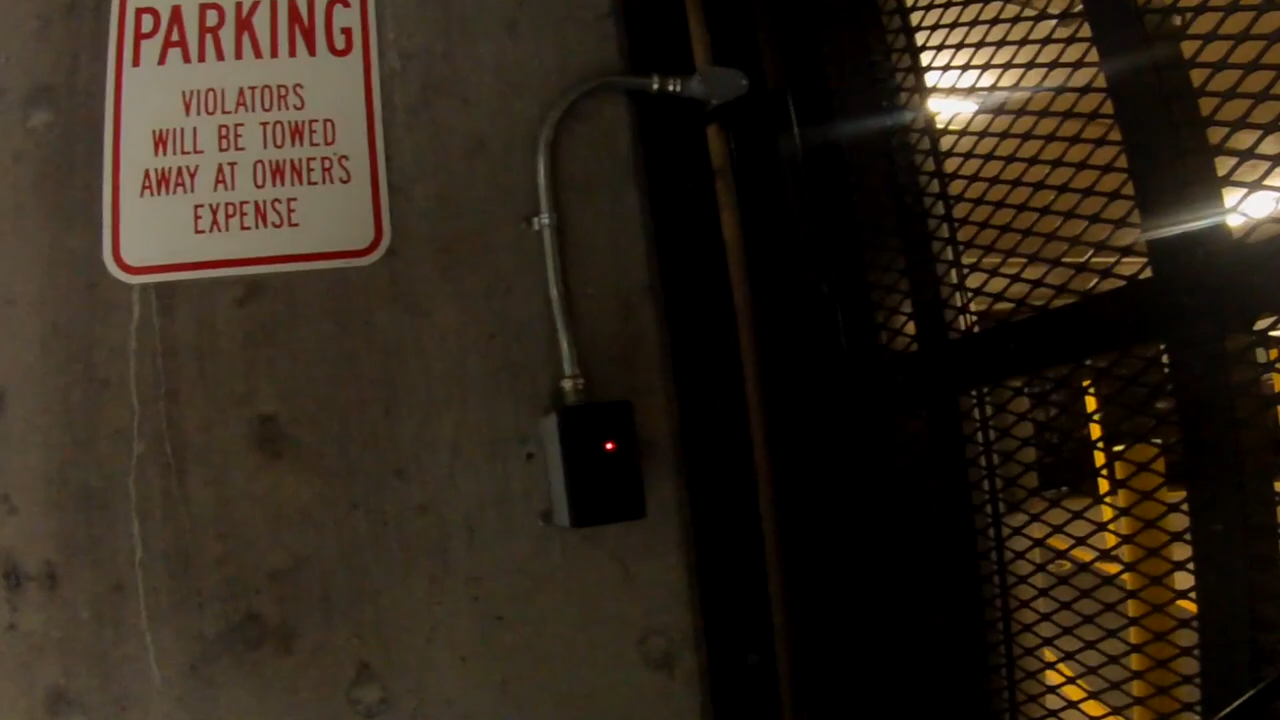 PARKING
VIOLATORS
WILL BE TOWED
AWAY AT OWNER'S
EXPENSE